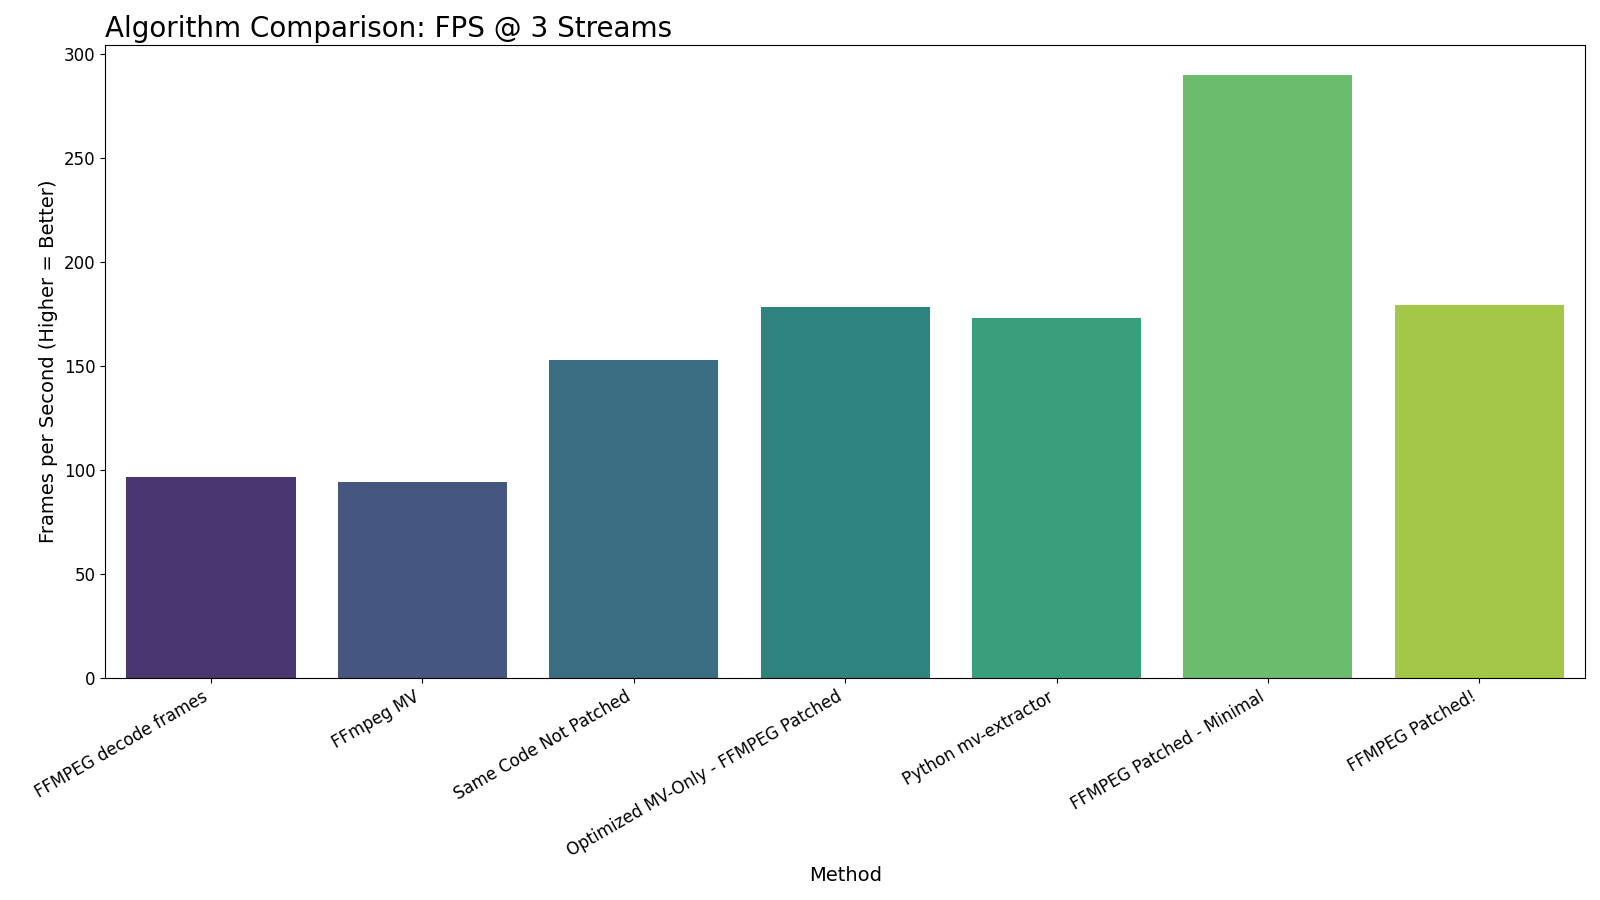 Algorithm Comparison: FPS @ 3 Streams
Frames per Second (Higher = Better)
300
250
200
150
100
50
0
FFMPEG decode frames
FFmpeg MV
Same Code Not Patched
Optimized MV-Only - FFMPEG Patched
Python mv-extractor
FFMPEG Patched - Minimal
FFMPEG Patched!
Method